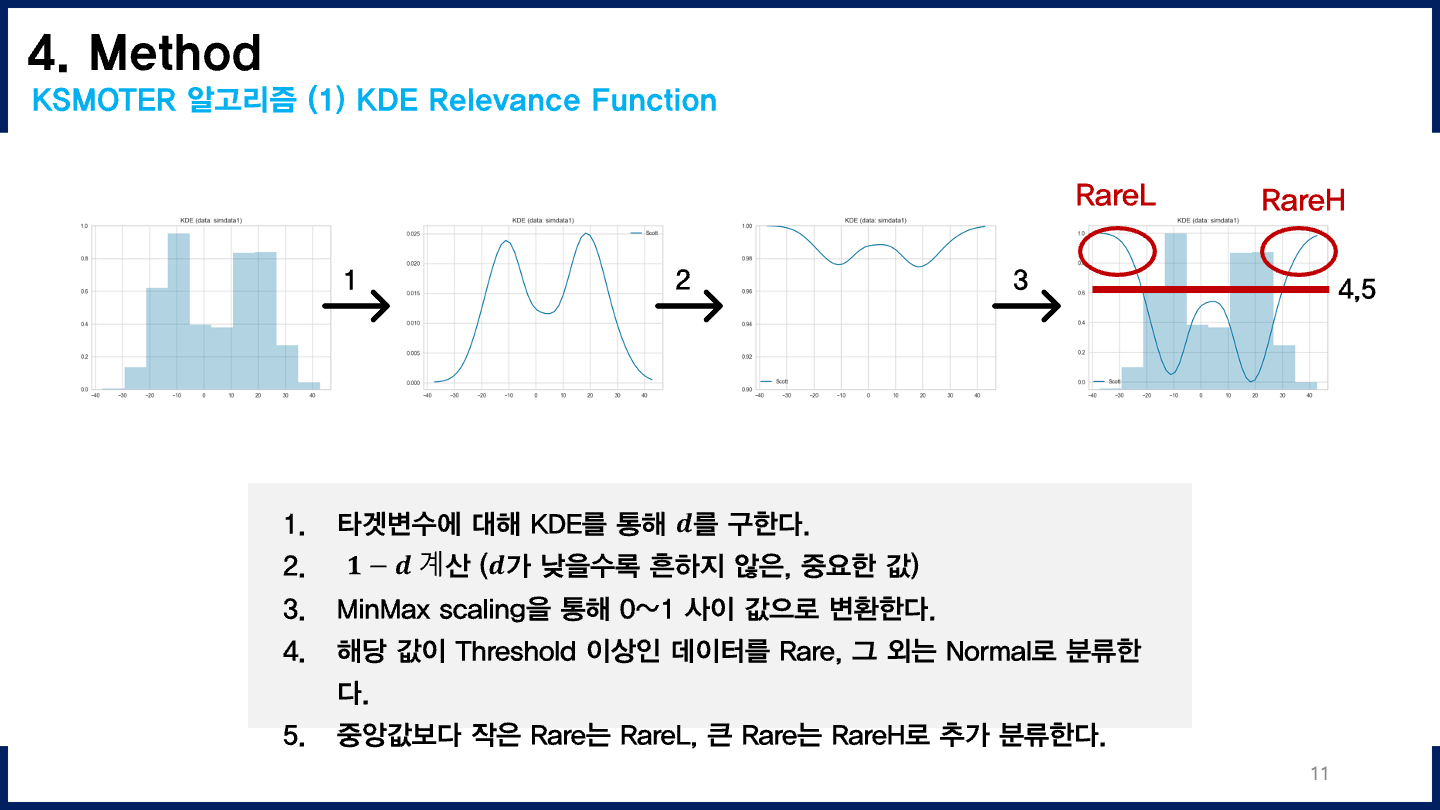 4. Method
KSMOTER 알고리즘 (1) KDE Relevance Function
RareL
RareH
KDE (data: simdata1)
KDE (data: simdata1)
KDE (data: simdata1)
KDE (data: simdata1)
1.0
0.8
0.6
0.4
0.2
0.0
−40 −30 −20 −10 0 10 20 30 40
1
Scott
0.025
0.020
0.015
0.010
0.005
0.000
−40 −30 −20 −10 0 10 20 30 40
2
1.00
0.98
0.96
0.94
0.92
0.90
Scott
−40 −30 −20 −10 0 10 20 30 40
3
1.0
0.4
0.2
0.0
Scott
−40 −30 −20 −10 0 10 20 30 40
4,5
1. 타겟변수에 대해 KDE를 통해 d를 구한다.
2. 1 − d 계산 (d가 낮을수록 흔하지 않은, 중요한 값)
3. MinMax scaling을 통해 0~1 사이 값으로 변환한다.
4. 해당 값이 Threshold 이상인 데이터를 Rare, 그 외는 Normal로 분류한
다.
5. 중앙값보다 작은 Rare는 RareL, 큰 Rare는 RareH로 추가 분류한다.
11